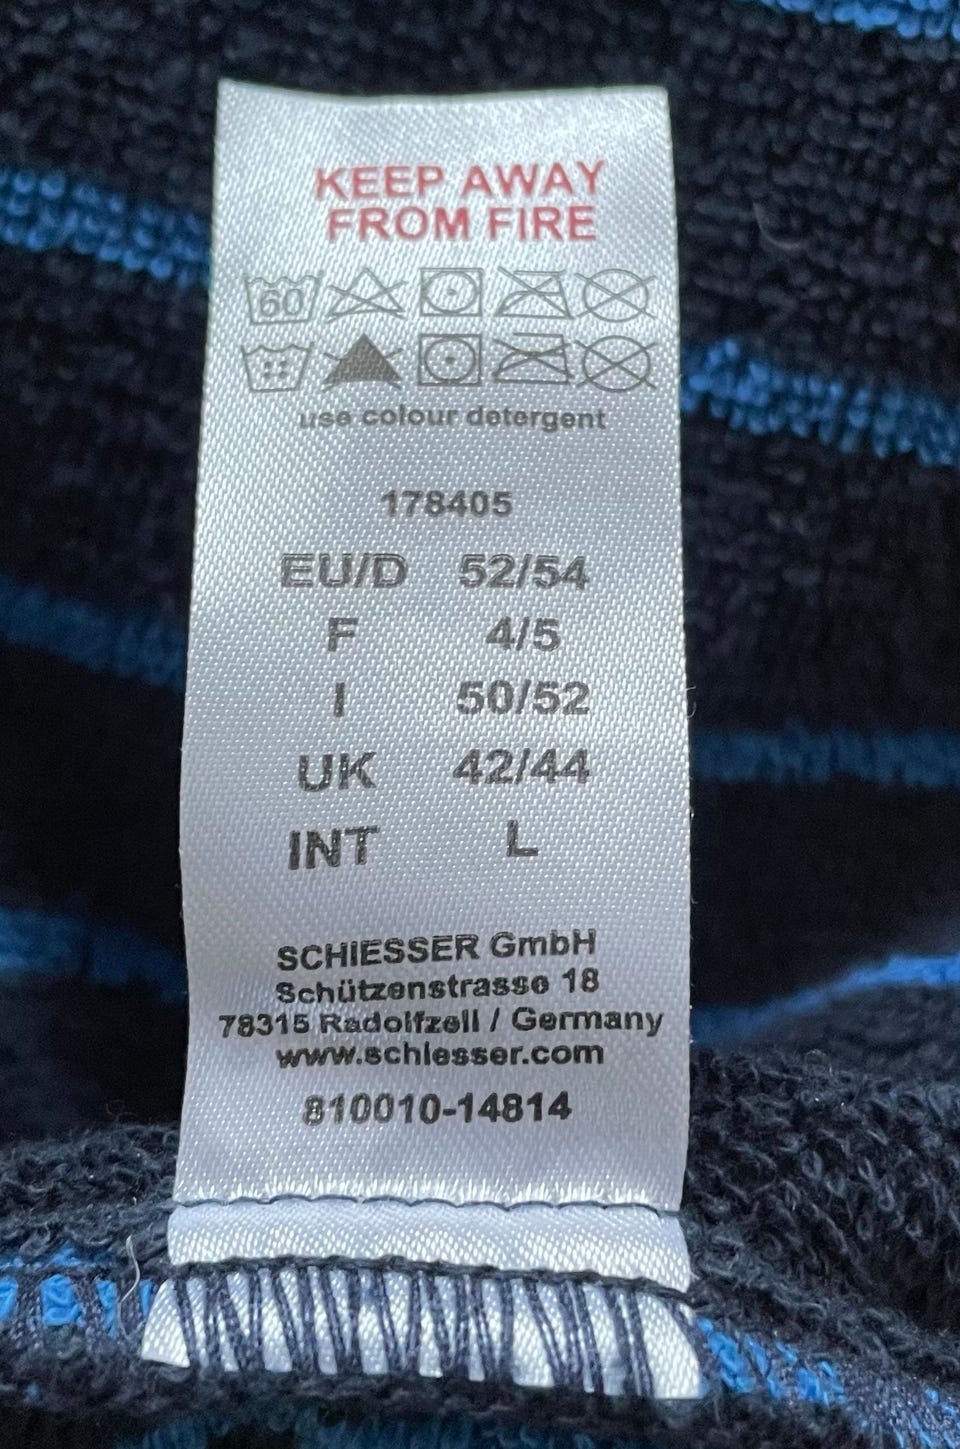 KEEP AWAY
FROM FIRE
60
use colour detergent
178405
EU/D 52/54
F 4/5
I 50/52
UK 42/44
INT L
SCHIESSER GmbH
Schützenstrasse 18
78315 Radolfzell / Germany
www.schiesser.com
810010-14814